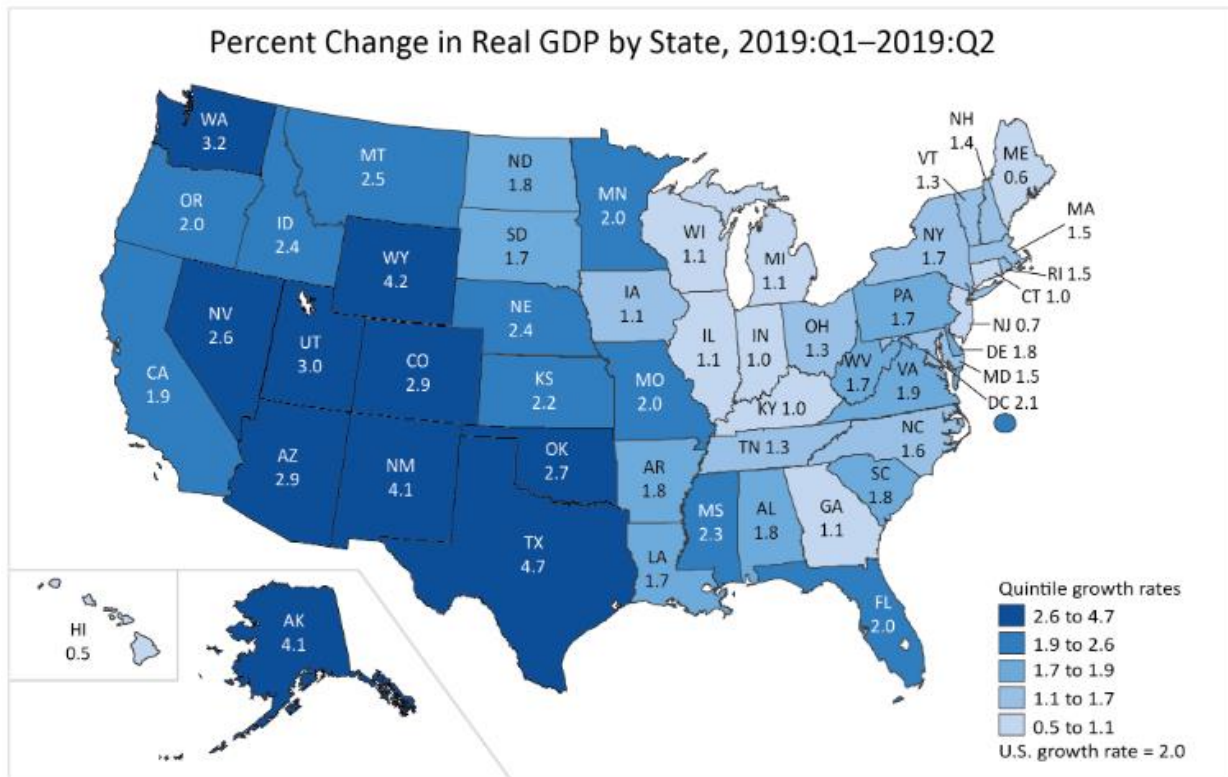 Percent Change in Real GDP by State, 2019:Q1–2019:Q2
WA
3.2
MT
2.5
ND
1.8
MN
2.0
NH
1.4
VT
1.3
ME
0.6
OR
2.0
ID
2.4
SD
1.7
WI
1.1
MI
1.1
NY
1.7
MA
1.5
RI 1.5
CT 1.0
WY
4.2
NE
2.4
IA
1.1
PA
1.7
NJ 0.7
NV
2.6
UT
3.0
CO
2.9
IL
1.1
IN
1.0
OH
1.3
DE 1.8
MD 1.5
DC 2.1
CA
1.9
KS
2.2
MO
2.0
WV
1.7
VA
1.9
KY 1.0
AZ
2.9
NM
4.1
OK
2.7
AR
1.8
TN 1.3
NC
1.6
SC
1.8
TX
4.7
LA
1.7
MS
2.3
AL
1.8
GA
1.1
FL
2.0
HI
0.5
AK
4.1
Quintile growth rates
2.6 to 4.7
1.9 to 2.6
1.7 to 1.9
1.1 to 1.7
0.5 to 1.1
U.S. growth rate = 2.0